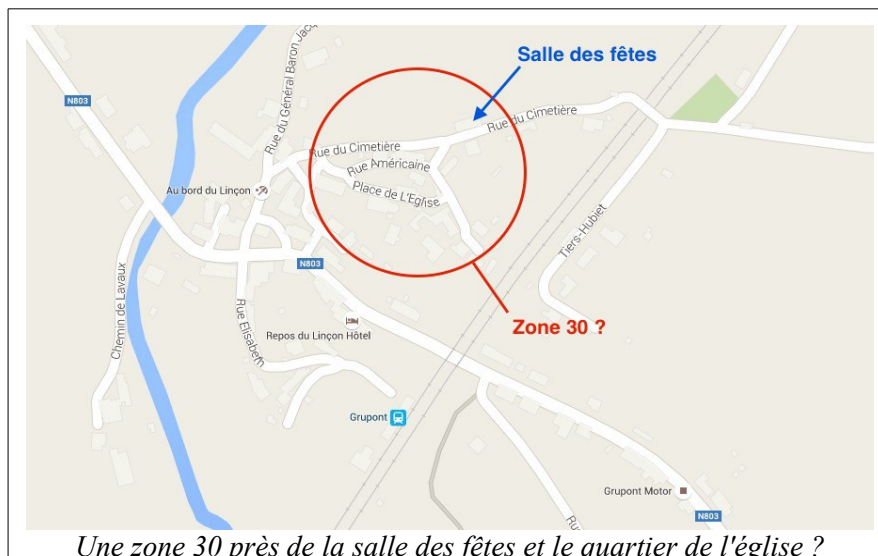 Salle des fêtes
N803
Rue du Général Baron Jacq
Rue du Cimetière
Rue du Cimetière
Rue Américaine
Au bord du Linçon
Place de L'Eglise
Tiers-Hubiet
N803
Chemin de Lavaux
Rue Elisabeth
Zone 30 ?
Repos du Linçon Hôtel
Grupont
Grupont Motor
N803
Rue
Une zone 30 près de la salle des fêtes et le quartier de l'église ?